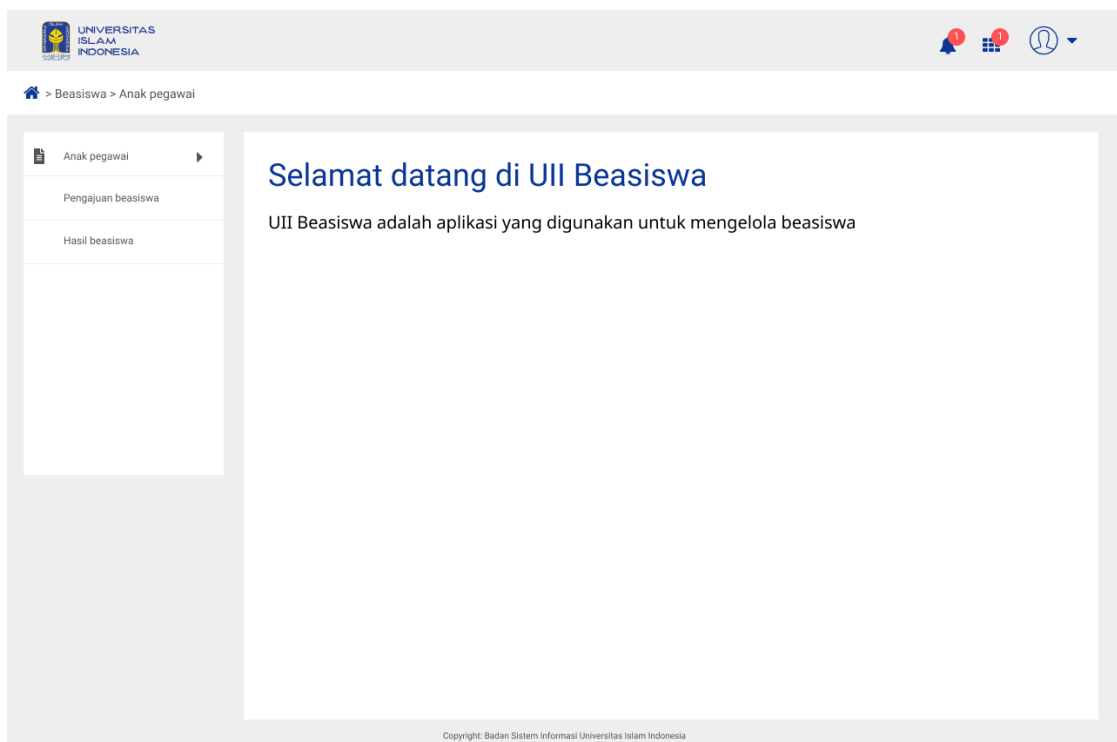 UNIVERSITAS
ISLAM
INDONESIA
1
1
> Beasiswa > Anak pegawai
Anak pegawai
Pengajuan beasiswa
Hasil beasiswa
Selamat datang di UII Beasiswa
UII Beasiswa adalah aplikasi yang digunakan untuk mengelola beasiswa
Copyright: Badan Sistem Informasi Universitas Islam Indonesia